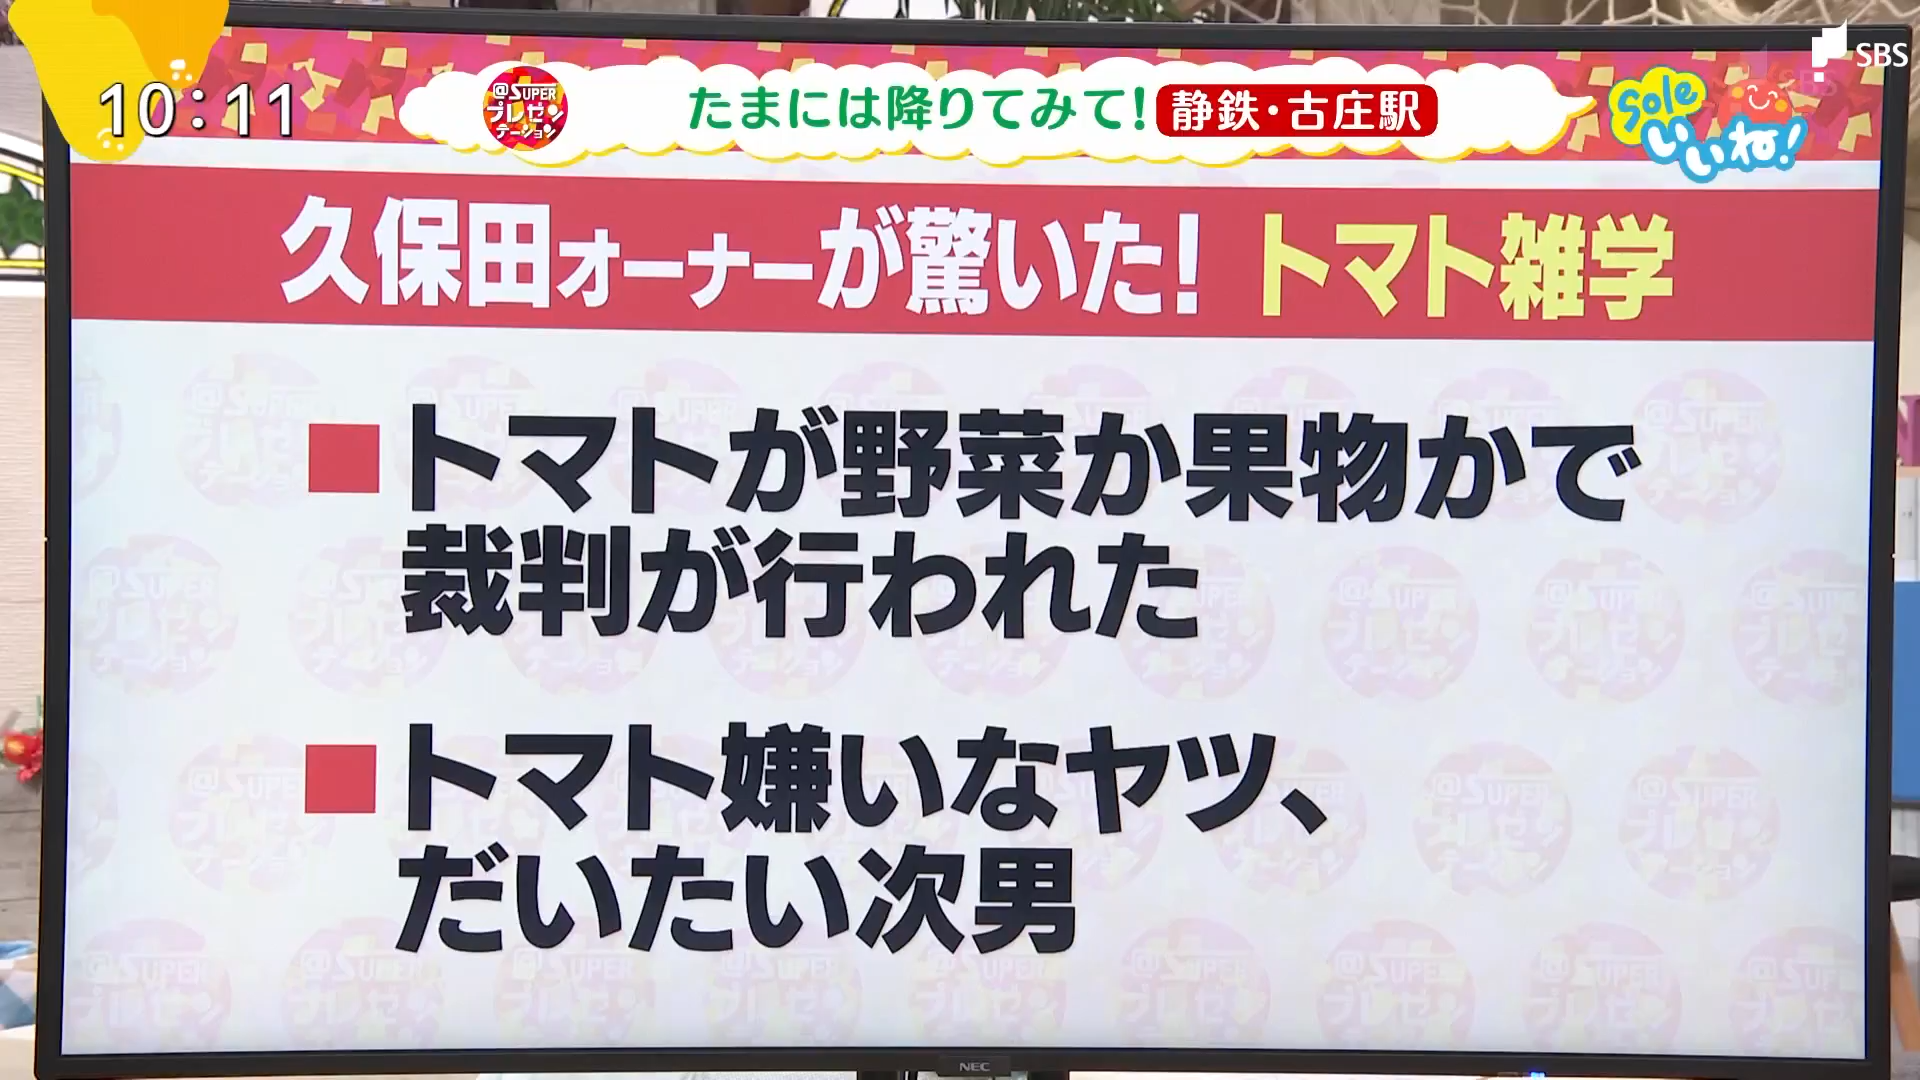 10:11
@SUPER
プレゼン
テーション
たまには降りてみて!
静鉄・古庄駅
Sole
いいね!
SBS
久保田オーナーが驚いた! トマト雑学
■トマトが野菜か果物かで
裁判が行われた
■トマト嫌いなヤツ、
だいたい次男
NEC